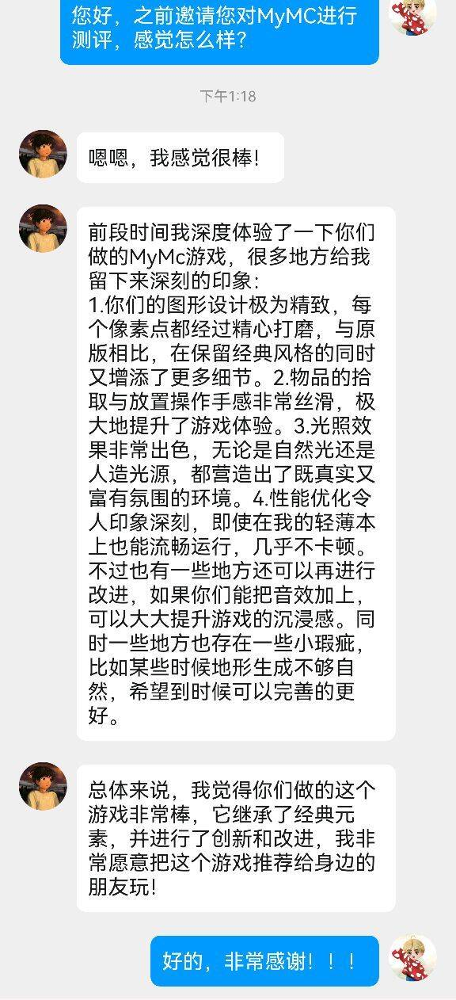 您好，之前邀请您对MyMC进行
测评，感觉怎么样？
下午1:18
嗯嗯，我感觉很棒！
前段时间我深度体验了一下你们
做的MyMc游戏，很多地方给我
留下来深刻的印象：
1.你们的图形设计极为精致，每
个像素点都经过精心打磨，与原
版相比，在保留经典风格的同时
又增添了更多细节。2.物品的拾
取与放置操作手感非常丝滑，极
大地提升了游戏体验。3.光照效
果非常出色，无论是自然光还是
人造光源，都营造出了既真实又
富有氛围的环境。4.性能优化令
人印象深刻，即使在我的轻薄本
上也能流畅运行，几乎不卡顿。
不过也有一些地方还可以再进行
改进，如果你们能把音效加上，
可以大大提升游戏的沉浸感。同
时一些地方也存在一些小瑕疵，
比如某些时候地形生成不够自
然，希望到时候可以完善的更
好。
总体来说，我觉得你们做的这个
游戏非常棒，它继承了经典元
素，并进行了创新和改进，我非
常愿意把这个游戏推荐给身边的
朋友玩！
好的，非常感谢！！！